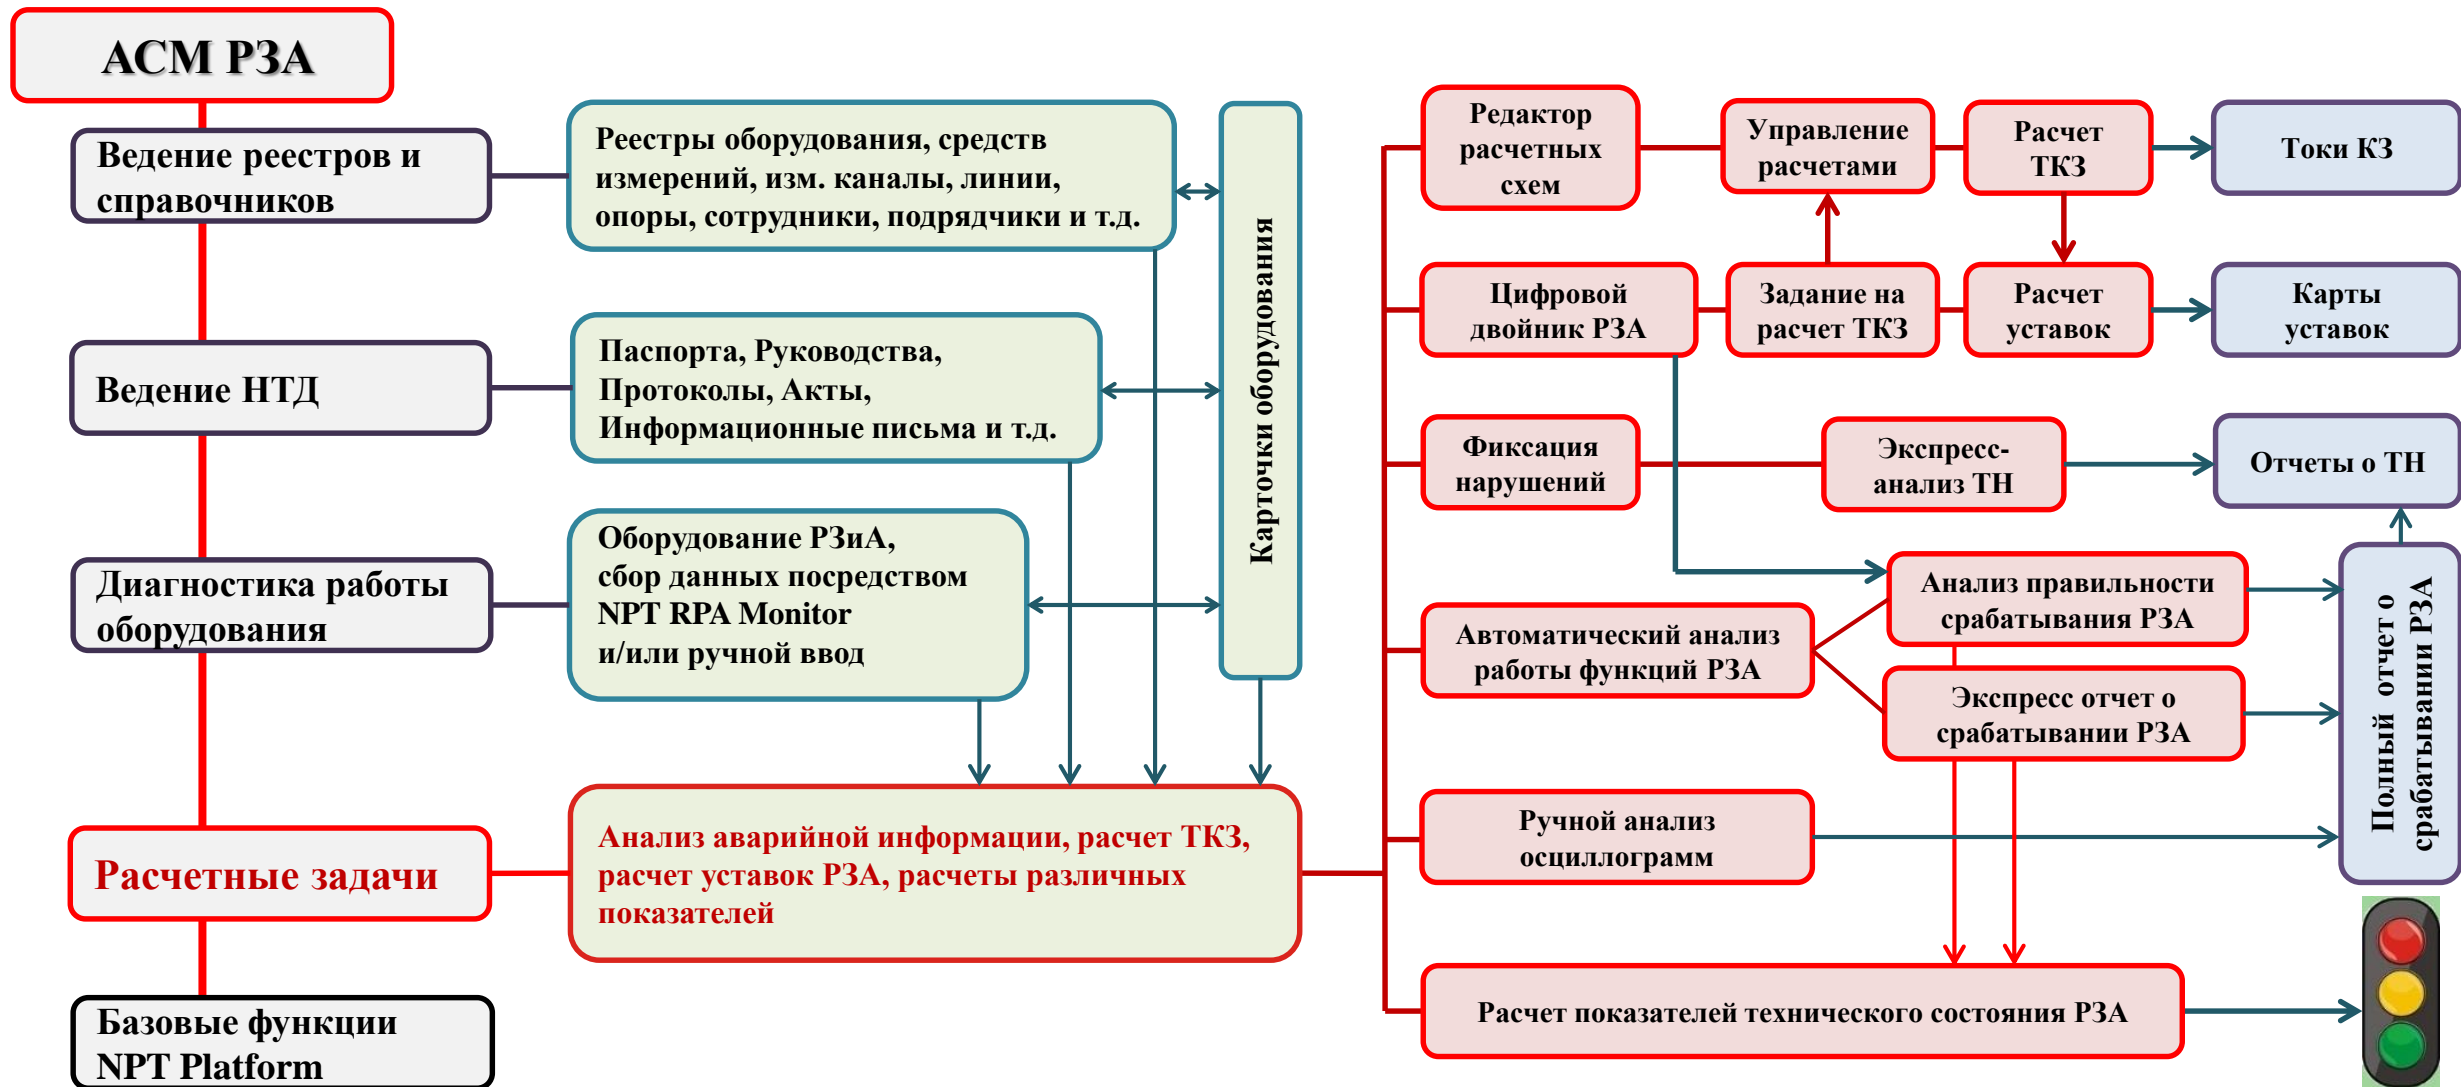 АСМ РЗА
Ведение реестров и
справочников
Реестры оборудования, средств
измерений, изм. каналы, линии,
опоры, сотрудники, подрядчики и т.д.
Ведение НТД
Паспорта, Руководства,
Протоколы, Акты,
Информационные письма и т.д.
Диагностика работы
оборудования
Оборудование РЗиА,
сбор данных посредством
NPT RPA Monitor
и/или ручной ввод
Карточки оборудования
Расчетные задачи
Анализ аварийной информации, расчет ТКЗ,
расчет уставок РЗА, расчеты различных
показателей
Базовые функции
NPT Platform
Редактор
расчетных
схем
Управление
расчетами
Расчет
ТКЗ
Токи КЗ
Цифровой
двойник РЗА
Задание на
расчет ТКЗ
Расчет
уставок
Карты
уставок
Фиксация
нарушений
Экспресс-
анализ ТН
Отчеты о ТН
Автоматический анализ
работы функций РЗА
Анализ правильности
срабатывания РЗА
Экспресс отчет о
срабатывании РЗА
Полный отчет о
срабатывании РЗА
Ручной анализ
осциллограмм
Расчет показателей технического состояния РЗА